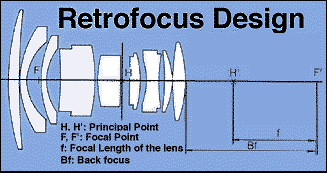 Retrofocus Design
F
H
H'
F'
f
Bf
H. H': Principal Point
F, F': Focal Point
f: Focal Length of the lens
Bf: Back focus